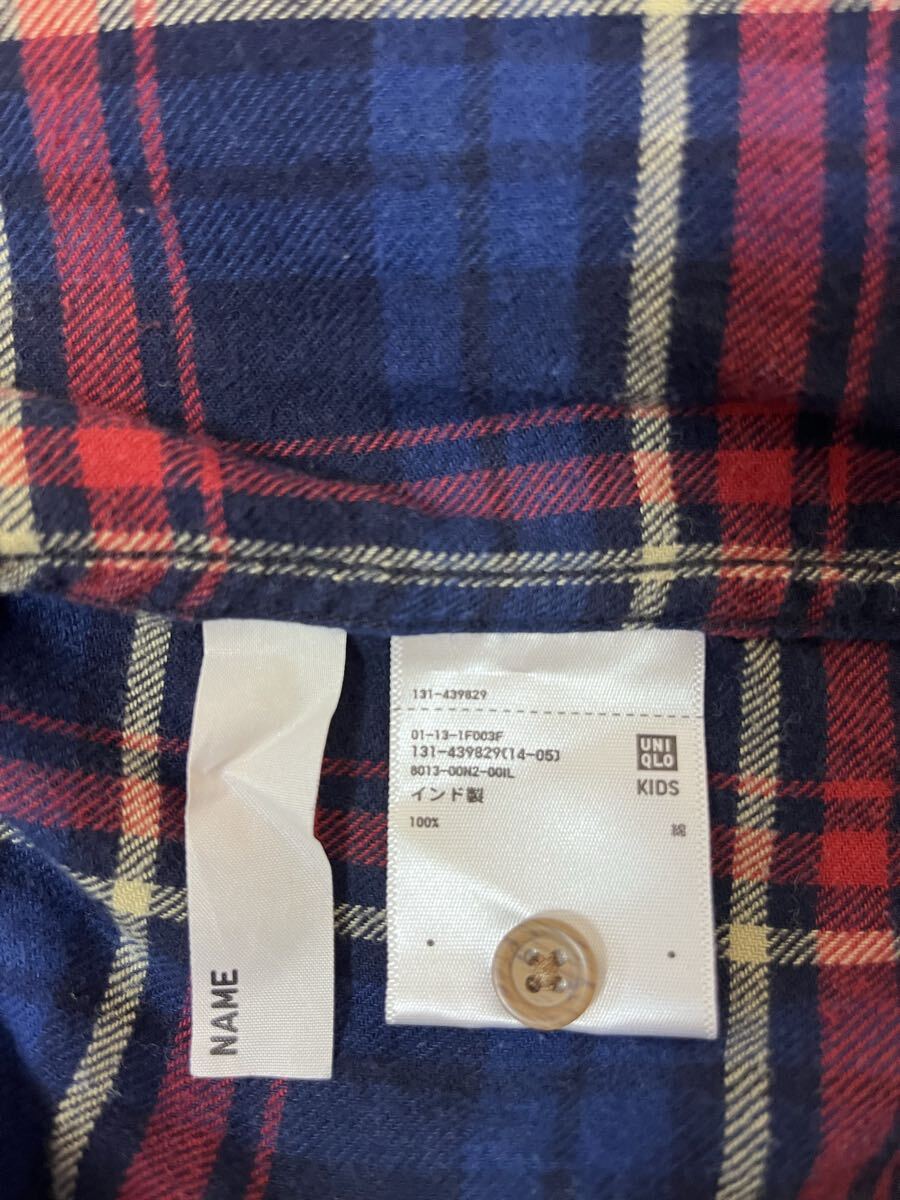 131-439829
01-13-1F003F
131-439829(14-05)
8013-00N2-00IL
インド製
100% 綿
UNI
QLO
KIDS
NAME